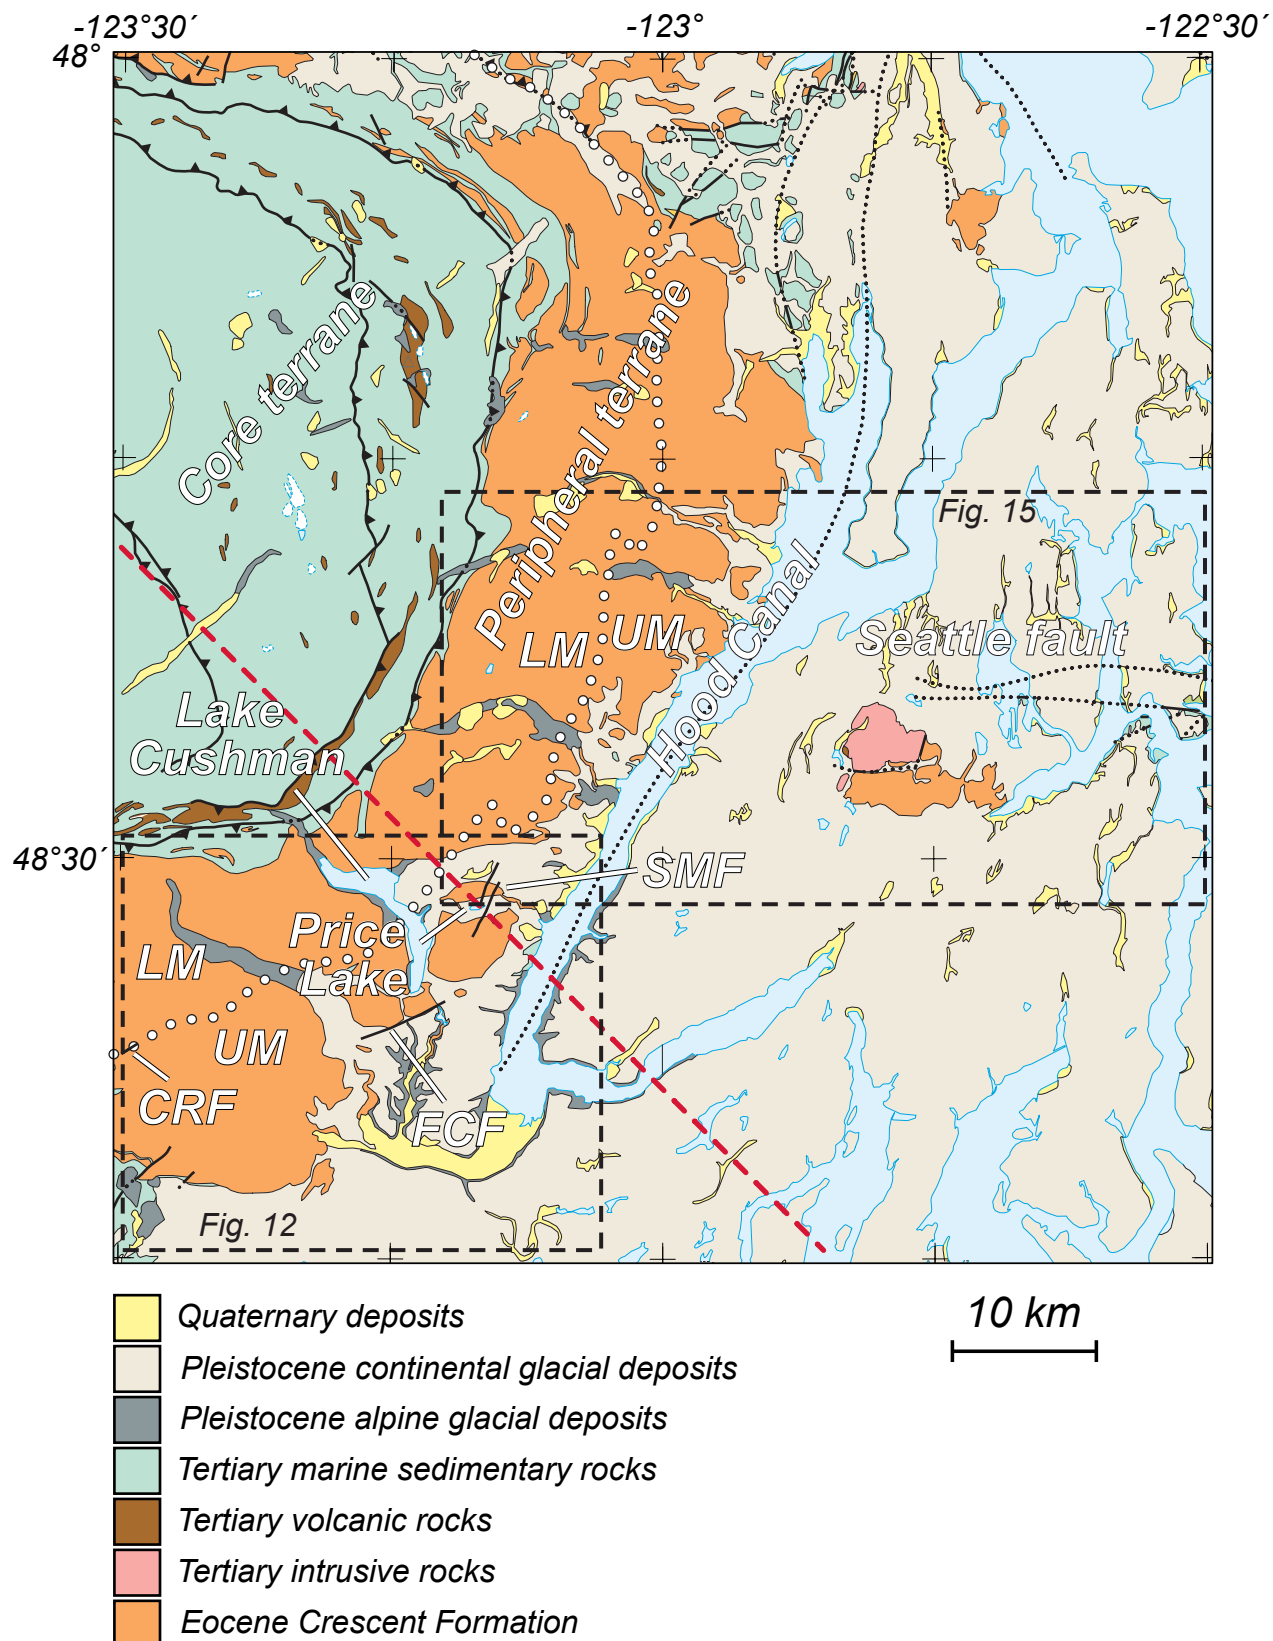 -123°30´ -123° -122°30´
48°
Core terrane
Peripheral terrane
Fig. 15
Hood Canal
LM UM
Seattle fault
Lake
Cushman
48°30´
SMF
Price
Lake
LM
UM
CRF
FCF
Fig. 12
10 km
Quaternary deposits
Pleistocene continental glacial deposits
Pleistocene alpine glacial deposits
Tertiary marine sedimentary rocks
Tertiary volcanic rocks
Tertiary intrusive rocks
Eocene Crescent Formation